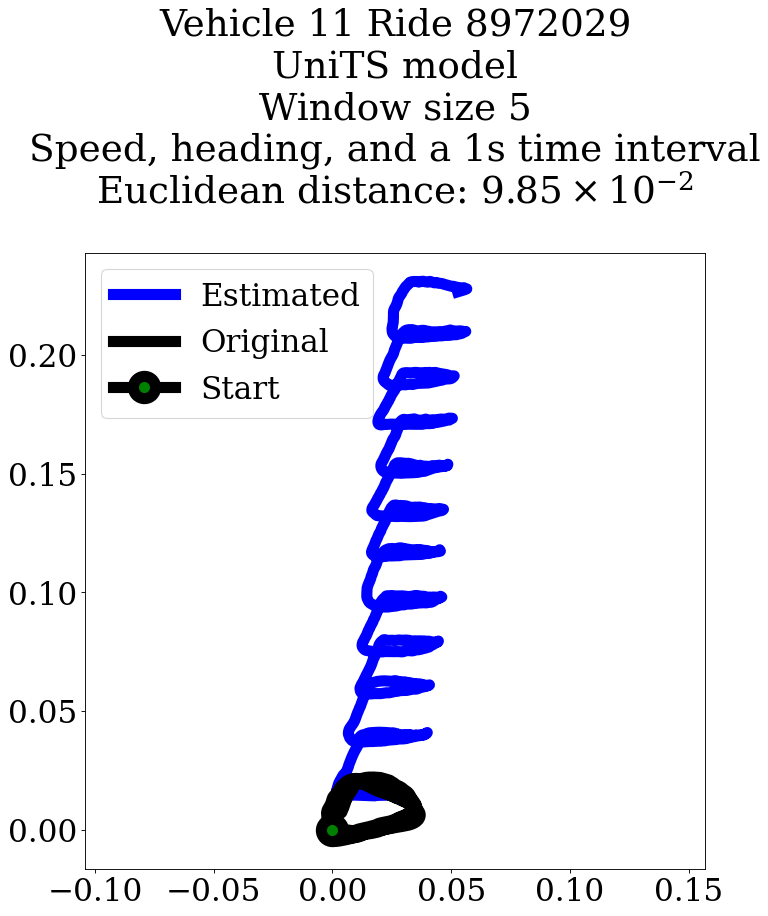 Vehicle 11 Ride 8972029
UniTS model
Window size 5
Speed, heading, and a 1s time interval
Euclidean distance: 9.85 × 10⁻²
Estimated
Original
Start
0.20
0.15
0.10
0.05
0.00
−0.10 −0.05 0.00 0.05 0.10 0.15